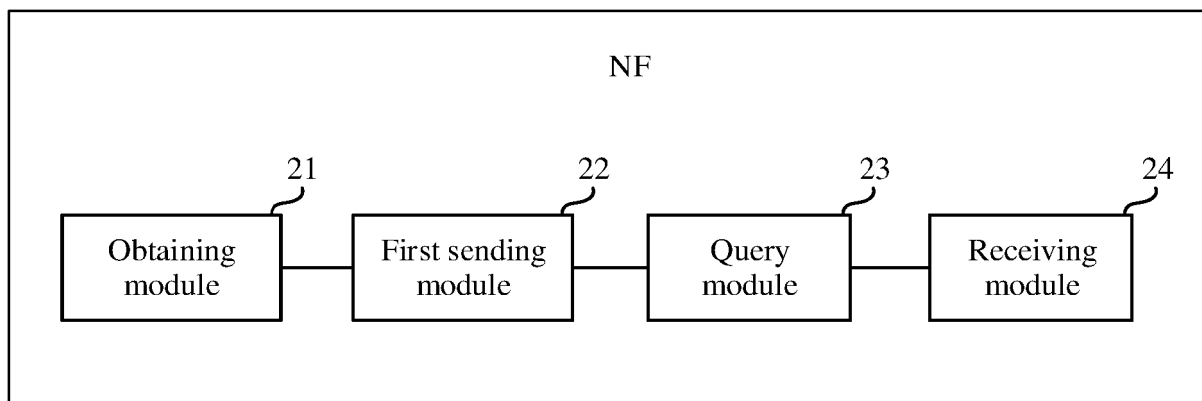 NF
21
22
23
24
Obtaining
module
First sending
module
Query
module
Receiving
module